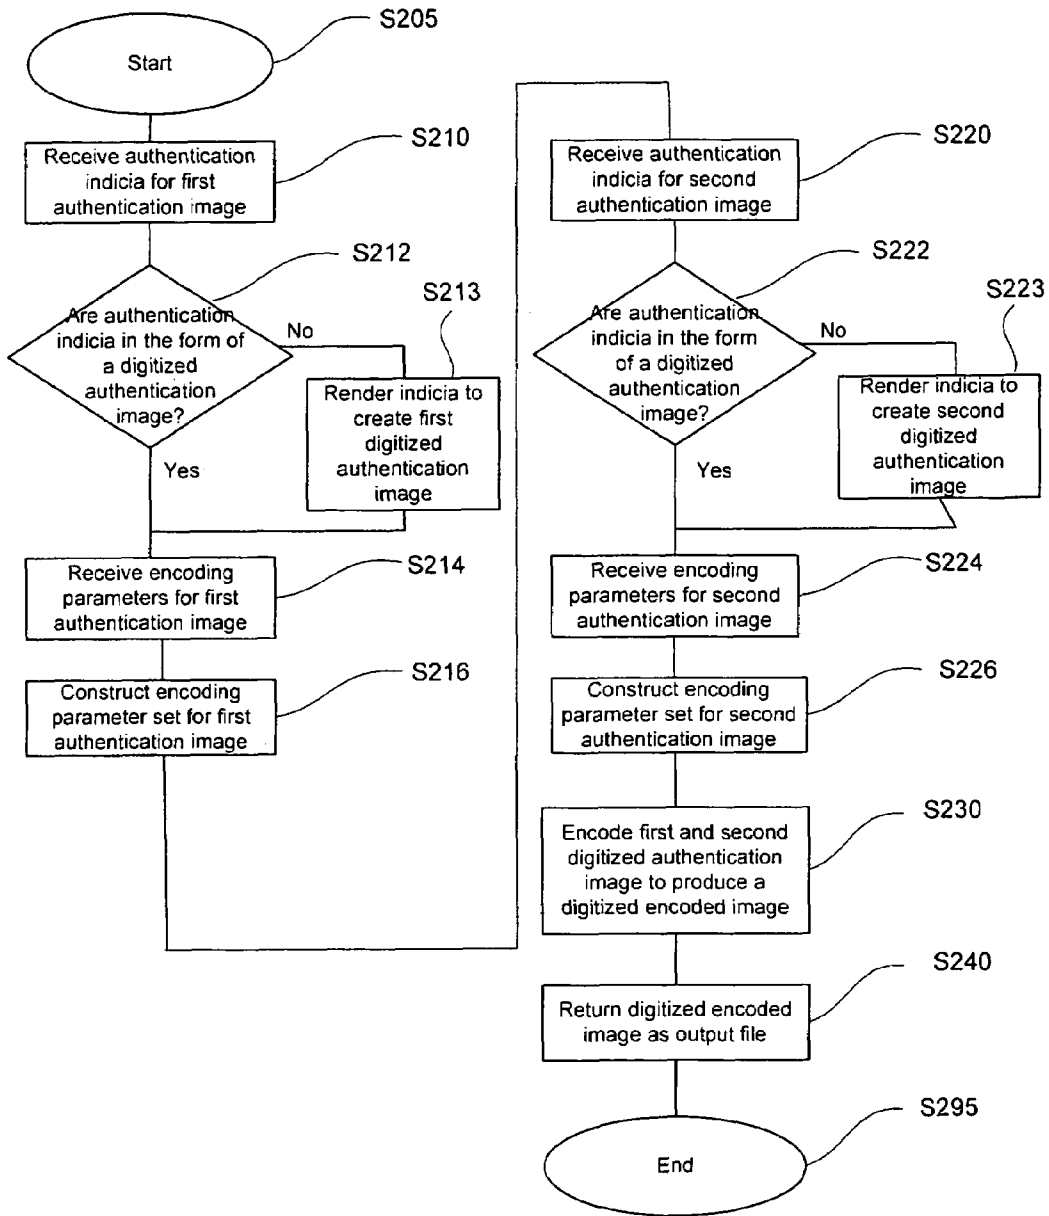 S205
Start
S210
Receive authentication
indicia for first
authentication image
S212
Are authentication
indicia in the form of
a digitized
authentication
image?
No
S213
Render indicia to
create first
digitized
authentication
image
Yes
S214
Receive encoding
parameters for first
authentication image
S216
Construct encoding
parameter set for first
authentication image
S220
Receive authentication
indicia for second
authentication image
S222
Are authentication
indicia in the form
of a digitized
authentication
image?
No
S223
Render indicia to
create second
digitized
authentication
image
Yes
S224
Receive encoding
parameters for second
authentication image
S226
Construct encoding
parameter set for second
authentication image
S230
Encode first and second
digitized authentication
image to produce a
digitized encoded image
S240
Return digitized encoded
image as output file
S295
End